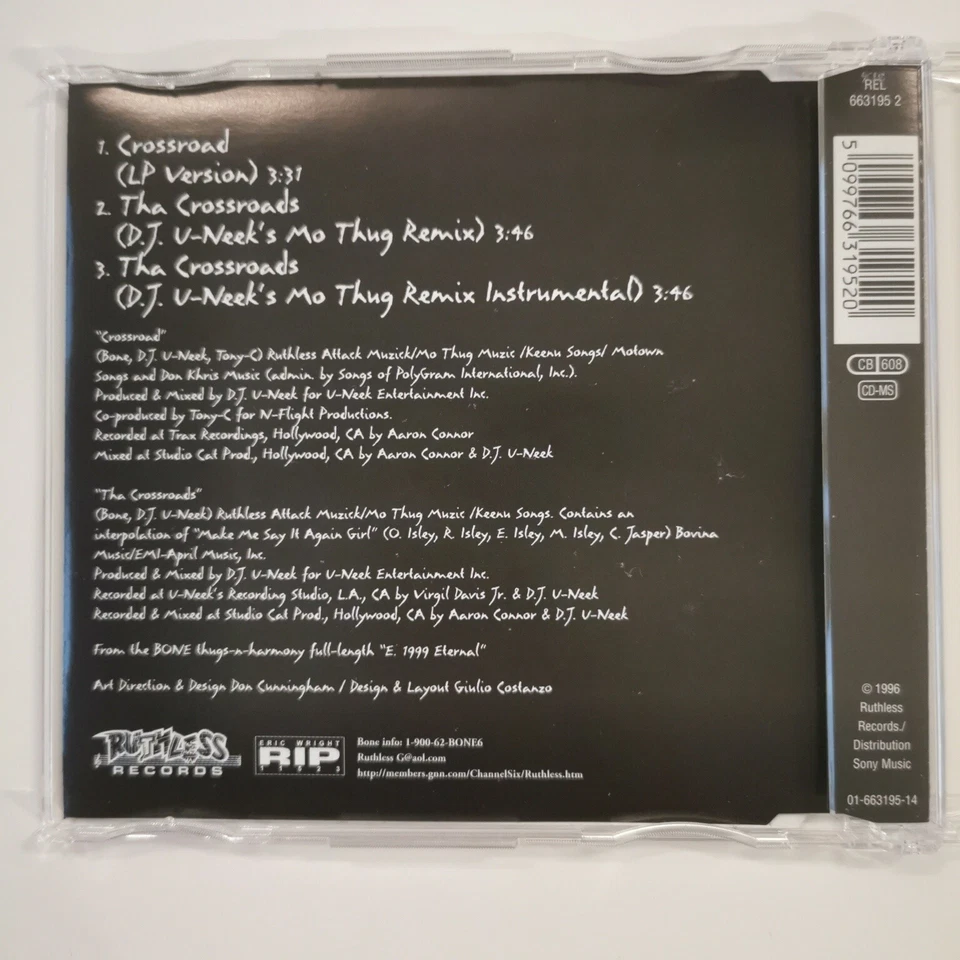 1. Crossroad
(LP Version) 3:31
2. Tha Crossroads
(D.J. U-Neek's Mo Thug Remix) 3:46
3. Tha Crossroads
(D.J. U-Neek's Mo Thug Remix Instrumental) 3:46
"Crossroad"
(Bone, D.J. U-Neek, Tony-C) Ruthless Attack Muzick/Mo Thug Muzic /Keenu Songs/ Motown
Songs and Don Khris Music (admin. by Songs of PolyGram International, Inc.).
Produced & Mixed by D.J. U-Neek for U-Neek Entertainment Inc.
Co-produced by Tony-C for N-Flight Productions.
Recorded at Trax Recordings, Hollywood, CA by Aaron Connor
Mixed at Studio Cat Prod., Hollywood, CA by Aaron Connor & D.J. U-Neek
"Tha Crossroads"
(Bone, D.J. U-Neek) Ruthless Attack Muzick/Mo Thug Muzic /Keenu Songs. Contains an
interpolation of "Make Me Say It Again Girl" (O. Isley, R. Isley, E. Isley, M. Isley, C. Jasper) Bovina
Music/EMI-April Music, Inc.
Produced & Mixed by D.J. U-Neek for U-Neek Entertainment Inc.
Recorded at U-Neek's Recording Studio, L.A., CA by Virgil Davis Jr. & D.J. U-Neek
Recorded & Mixed at Studio Cat Prod., Hollywood, CA by Aaron Connor & D.J. U-Neek
From the BONE thugs-n-harmony full-length "E. 1999 Eternal"
Art Direction & Design Don Cunningham / Design & Layout Giulio Costanzo
RUTHLESS
RECORDS
ERIC WRIGHT
RIP
Bone info: 1-900-62-BONE6
Ruthless G@aol.com
http://members.gnn.com/ChannelSix/Ruthless.htm
REL
663195 2
5 099766 319520
CB 608
CD-MS
© 1996
Ruthless
Records./
Distribution
Sony Music
01-663195-14